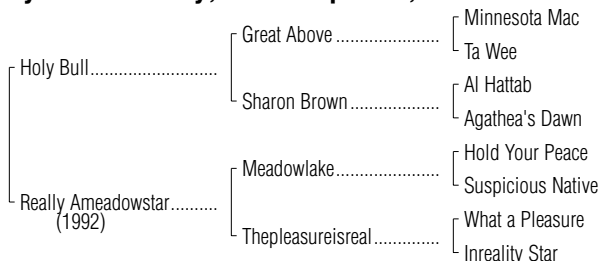 Minnesota Mac
Great Above ....................
Ta Wee
Holy Bull.........................
Al Hattab
Sharon Brown ..................
Agathea's Dawn
Hold Your Peace
Meadowlake....................
Suspicious Native
Really Ameadowstar.........
(1992)
What a Pleasure
Thepleasureisreal.............
Inreality Star